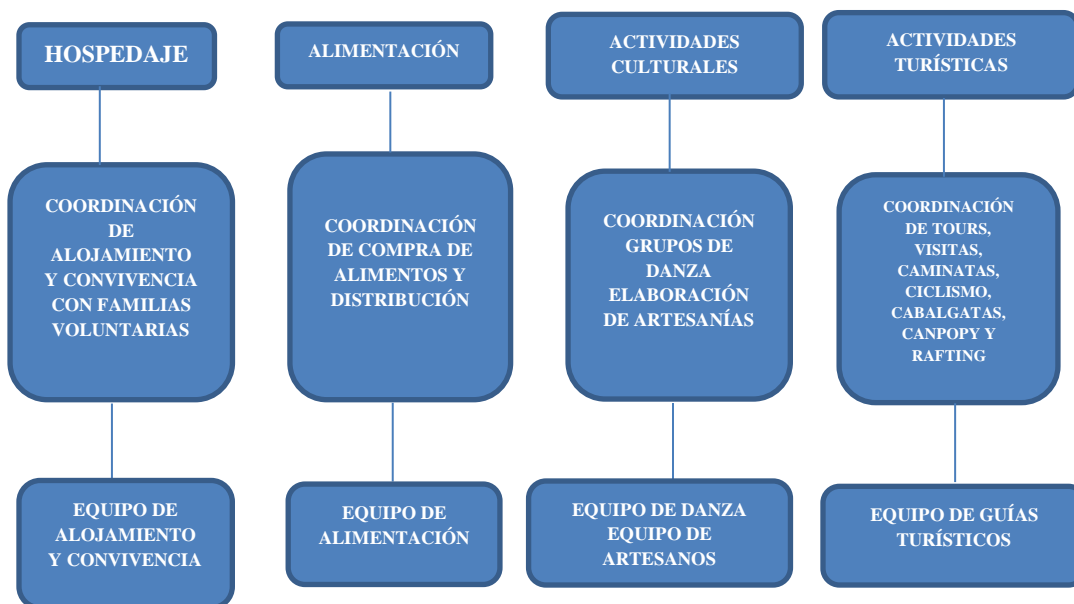 HOSPEDAJE
ALIMENTACIÓN
ACTIVIDADES
CULTURALES
ACTIVIDADES
TURÍSTICAS
COORDINACIÓN
DE
ALOJAMIENTO
Y CONVIVENCIA
CON FAMILIAS
VOLUNTARIAS
COORDINACIÓN
DE COMPRA DE
ALIMENTOS Y
DISTRIBUCIÓN
COORDINACIÓN
GRUPOS DE
DANZA
ELABORACIÓN
DE ARTESANÍAS
COORDINACIÓN
DE TOURS,
VISITAS,
CAMINATAS,
CICLISMO,
CABALGATAS,
CANPOPY Y
RAFTING
EQUIPO DE
ALOJAMIENTO
Y CONVIVENCIA
EQUIPO DE
ALIMENTACIÓN
EQUIPO DE DANZA
EQUIPO DE
ARTESANOS
EQUIPO DE GUÍAS
TURÍSTICOS